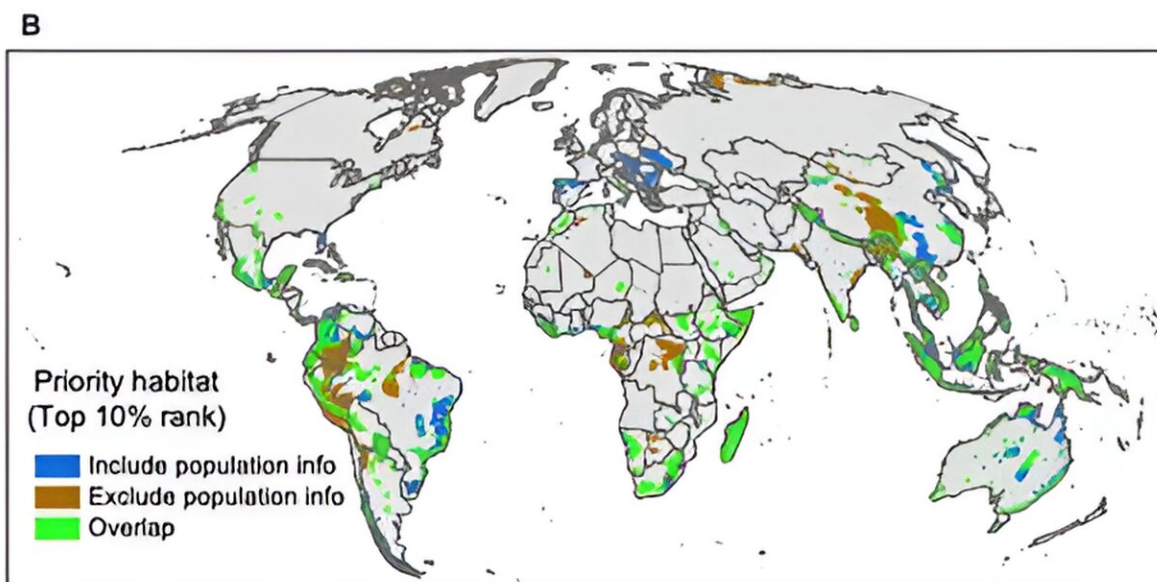 B
Priority habitat
(Top 10% rank)
Include population info
Exclude population info
Overlap